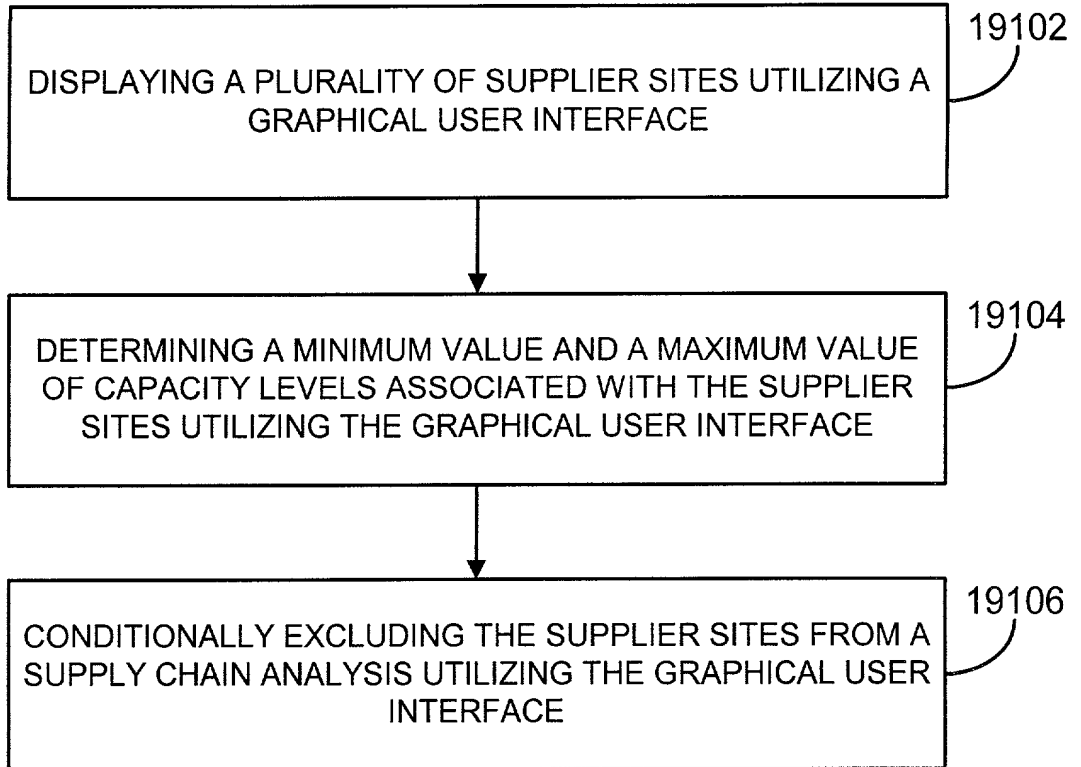 19102
DISPLAYING A PLURALITY OF SUPPLIER SITES UTILIZING A
GRAPHICAL USER INTERFACE
19104
DETERMINING A MINIMUM VALUE AND A MAXIMUM VALUE
OF CAPACITY LEVELS ASSOCIATED WITH THE SUPPLIER
SITES UTILIZING THE GRAPHICAL USER INTERFACE
19106
CONDITIONALLY EXCLUDING THE SUPPLIER SITES FROM A
SUPPLY CHAIN ANALYSIS UTILIZING THE GRAPHICAL USER
INTERFACE